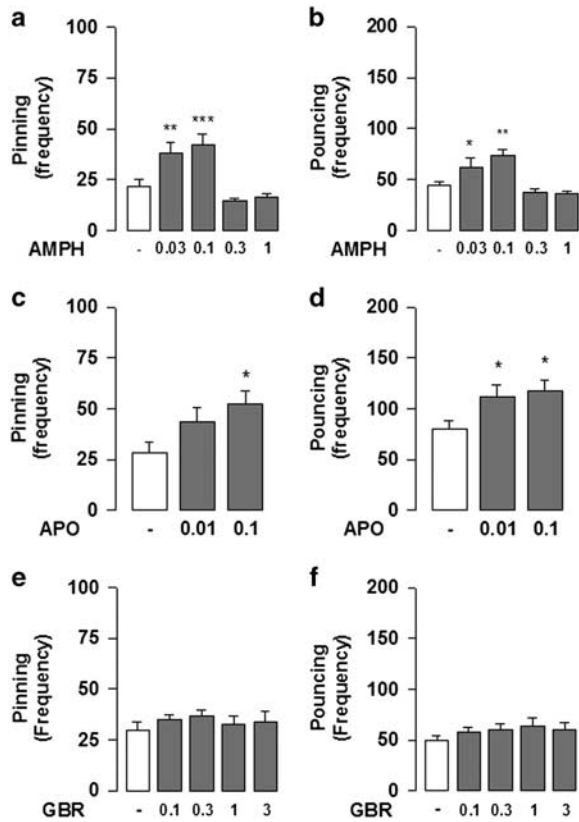 a
100
75
50
25
0
Pinning
(frequency)
** ***
AMPH - 0.03 0.1 0.3 1
b
200
150
100
50
0
Pouncing
(frequency)
* **
AMPH - 0.03 0.1 0.3 1
c
100
75
50
25
0
Pinning
(frequency)
*
APO - 0.01 0.1
d
200
150
100
50
0
Pouncing
(frequency)
* *
APO - 0.01 0.1
e
100
75
50
25
0
Pinning
(Frequency)
GBR - 0.1 0.3 1 3
f
200
150
100
50
0
Pouncing
(Frequency)
GBR - 0.1 0.3 1 3